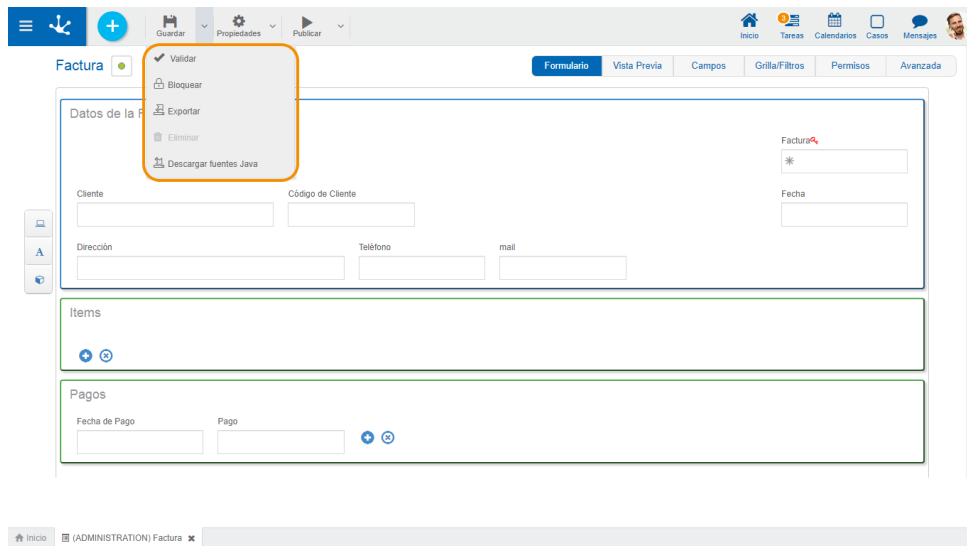 Guardar
Propiedades
Publicar
Inicio
3
Tareas
Calendarios
Casos
Mensajes
Factura
Formulario
Vista Previa
Campos
Grilla/Filtros
Permisos
Avanzada
Validar
Bloquear
Exportar
Eliminar
Descargar fuentes Java
Datos de la F
Factura
Cliente
Código de Cliente
Fecha
A
Dirección
Teléfono
mail
Items
Pagos
Fecha de Pago
Pago
Inicio
(ADMINISTRATION) Factura